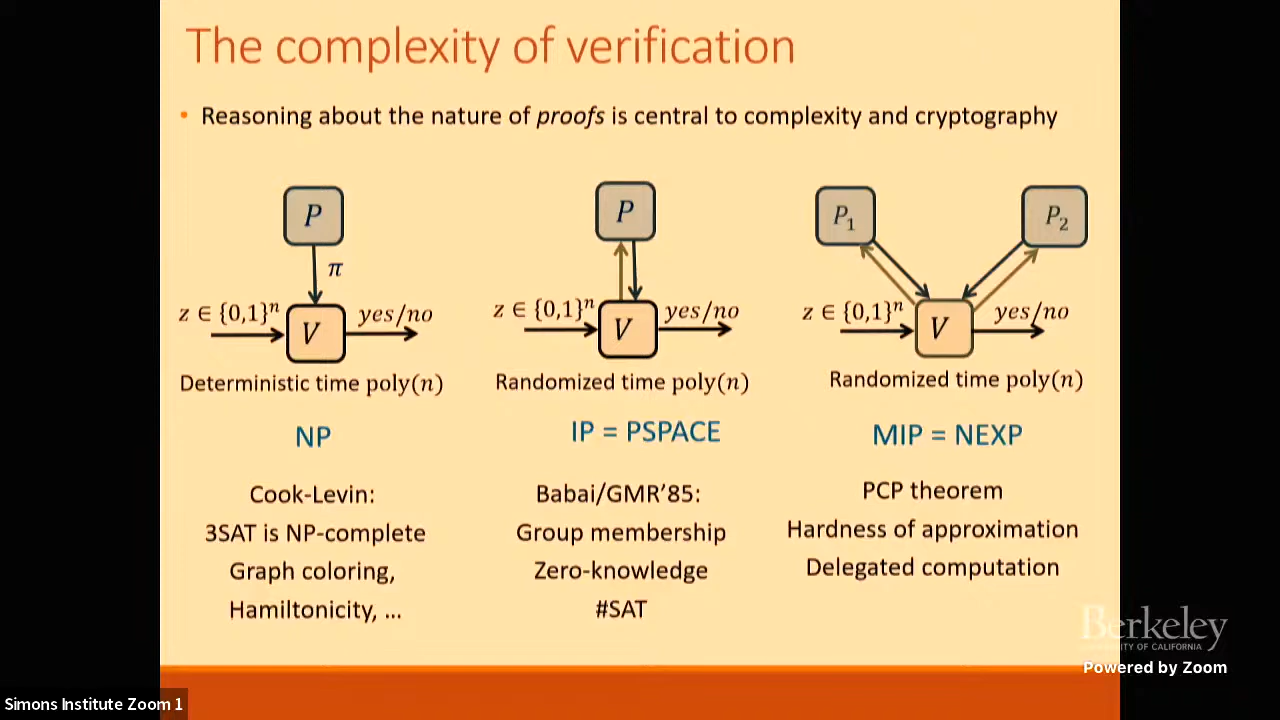 The complexity of verification
• Reasoning about the nature of proofs is central to complexity and cryptography
P
π
z ∈ {0,1}ⁿ
V
yes/no
Deterministic time poly(n)
NP
Cook-Levin:
3SAT is NP-complete
Graph coloring,
Hamiltonicity, ...
P
z ∈ {0,1}ⁿ
V
yes/no
Randomized time poly(n)
IP = PSPACE
Babai/GMR'85:
Group membership
Zero-knowledge
#SAT
P₁
P₂
z ∈ {0,1}ⁿ
V
yes/no
Randomized time poly(n)
MIP = NEXP
PCP theorem
Hardness of approximation
Delegated computation
Berkeley
UNIVERSITY OF CALIFORNIA
Powered by Zoom
Simons Institute Zoom 1